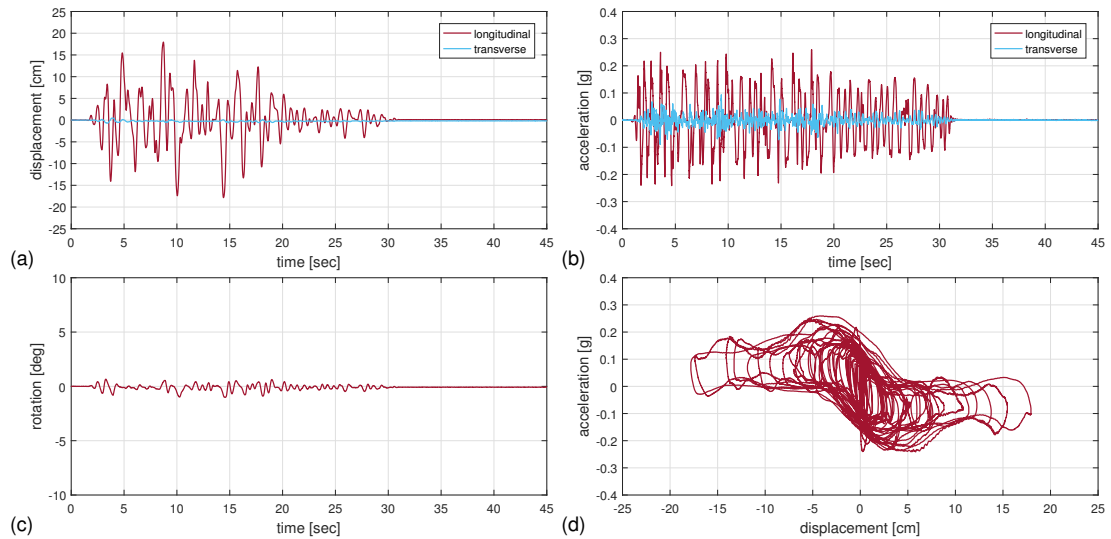 25
20
15
10
5
0
-5
-10
-15
-20
-25
displacement [cm]
longitudinal
transverse
0 5 10 15 20 25 30 35 40 45
time [sec]
(a)
0.4
0.3
0.2
0.1
0
-0.1
-0.2
-0.3
-0.4
acceleration [g]
longitudinal
transverse
0 5 10 15 20 25 30 35 40 45
time [sec]
(b)
10
5
0
-5
-10
rotation [deg]
0 5 10 15 20 25 30 35 40 45
time [sec]
(c)
0.4
0.3
0.2
0.1
0
-0.1
-0.2
-0.3
-0.4
acceleration [g]
-25 -20 -15 -10 -5 0 5 10 15 20 25
displacement [cm]
(d)